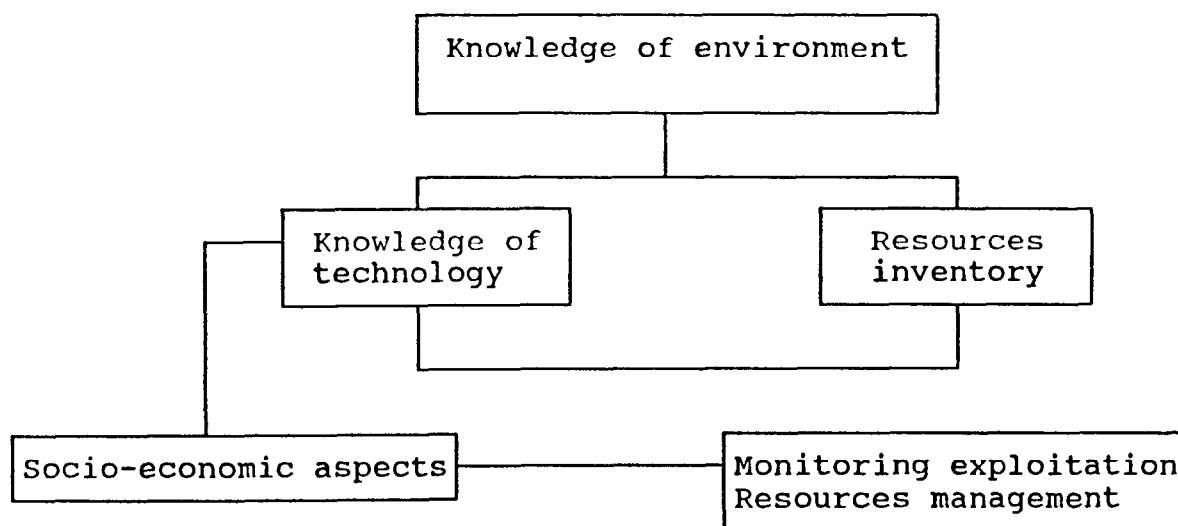 Knowledge of environment
Knowledge of
technology
Resources
inventory
Socio-economic aspects
Monitoring exploitation
Resources management